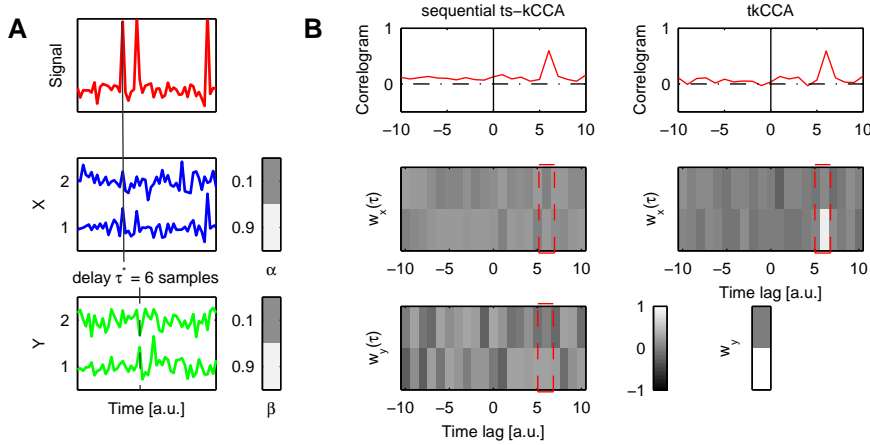 A
Signal
X
2
1
0.1
0.9
α
delay τ* = 6 samples
Y
2
1
0.1
0.9
β
Time [a.u.]
B
sequential ts−kCCA
Correlogram
1
0
−10 −5 0 5 10
w_x(τ)
−10 −5 0 5 10
w_y(τ)
−10 −5 0 5 10
Time lag [a.u.]
tkCCA
Correlogram
1
0
−10 −5 0 5 10
w_x(τ)
−10 −5 0 5 10
Time lag [a.u.]
1
0
−1
w_y